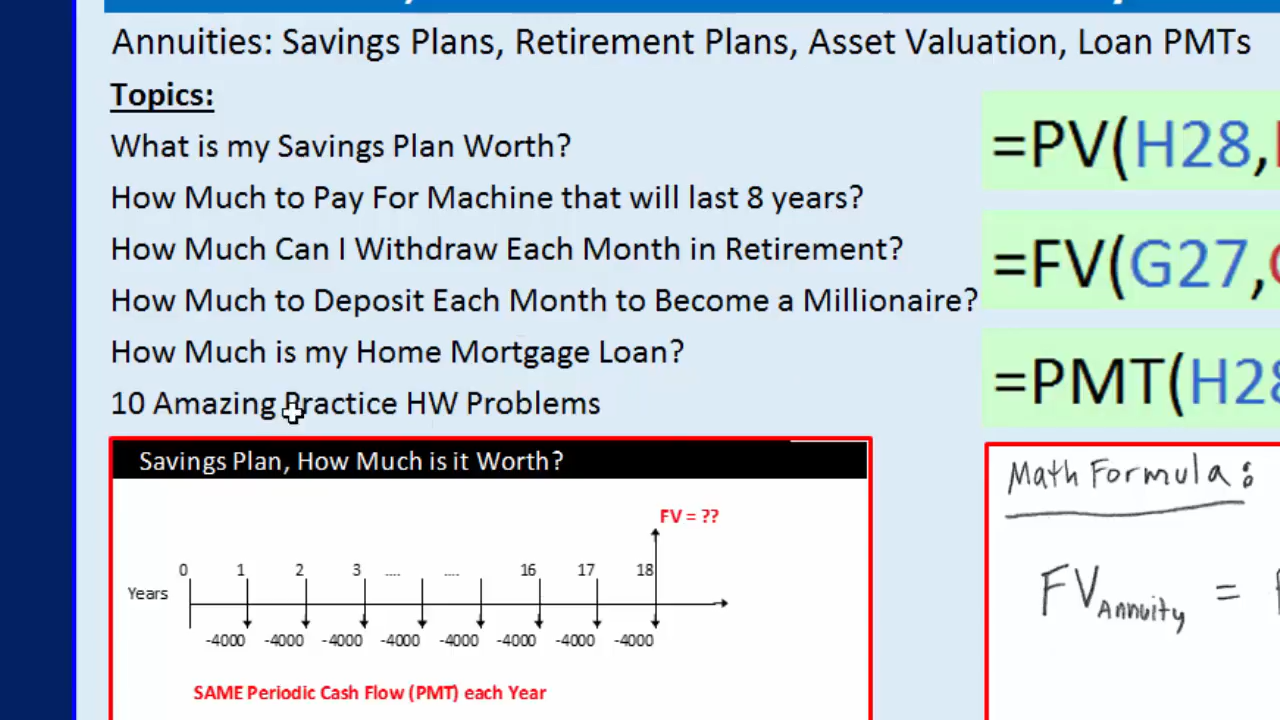 Annuities: Savings Plans, Retirement Plans, Asset Valuation, Loan PMTs
Topics:
What is my Savings Plan Worth?
How Much to Pay For Machine that will last 8 years?
How Much Can I Withdraw Each Month in Retirement?
How Much to Deposit Each Month to Become a Millionaire?
How Much is my Home Mortgage Loan?
10 Amazing Practice HW Problems
=PV(H28,
=FV(G27,
=PMT(H28
Savings Plan, How Much is it Worth?
FV = ??
0 1 2 3 .... .... 16 17 18
Years
-4000 -4000 -4000 -4000 -4000 -4000 -4000 -4000
SAME Periodic Cash Flow (PMT) each Year
Math Formula:
FV Annuity =